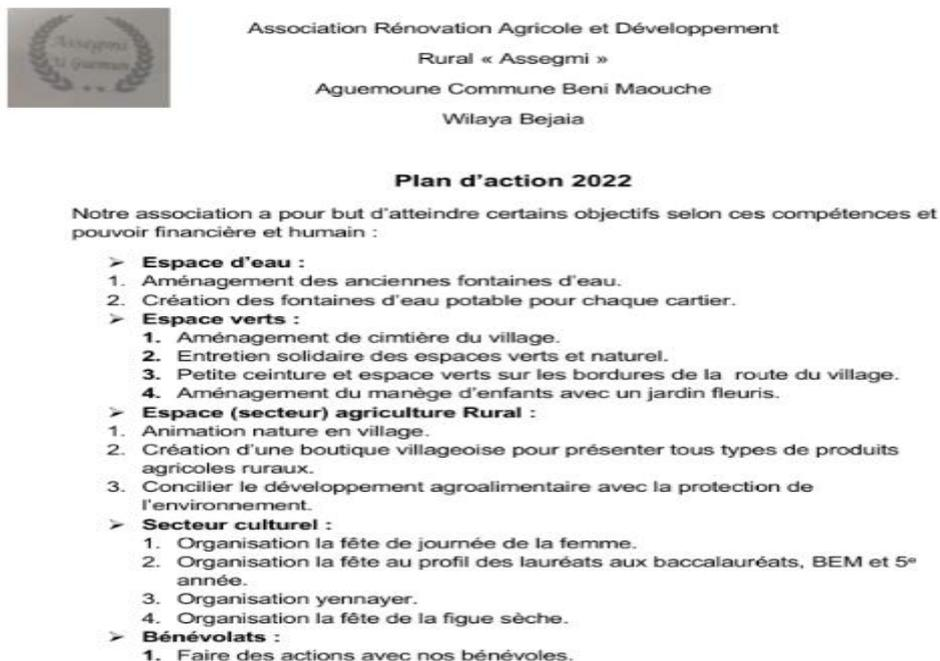 Assegmi
N Guemun
Association Rénovation Agricole et Développement
Rural « Assegmi »
Aguemoune Commune Beni Maouche
Wilaya Bejaia
Plan d'action 2022
Notre association a pour but d'atteindre certains objectifs selon ces compétences et
pouvoir financière et humain :
➢ Espace d'eau :
1. Aménagement des anciennes fontaines d'eau.
2. Création des fontaines d'eau potable pour chaque cartier.
➢ Espace verts :
1. Aménagement de cimtière du village.
2. Entretien solidaire des espaces verts et naturel.
3. Petite ceinture et espace verts sur les bordures de la route du village.
4. Aménagement du manège d'enfants avec un jardin fleuris.
➢ Espace (secteur) agriculture Rural :
1. Animation nature en village.
2. Création d'une boutique villageoise pour présenter tous types de produits
agricoles ruraux.
3. Concilier le développement agroalimentaire avec la protection de
l'environnement.
➢ Secteur culturel :
1. Organisation la fête de journée de la femme.
2. Organisation la fête au profil des lauréats aux baccalauréats, BEM et 5ᵉ
année.
3. Organisation yennayer.
4. Organisation la fête de la figue sèche.
➢ Bénévolats :
1. Faire des actions avec nos bénévoles.